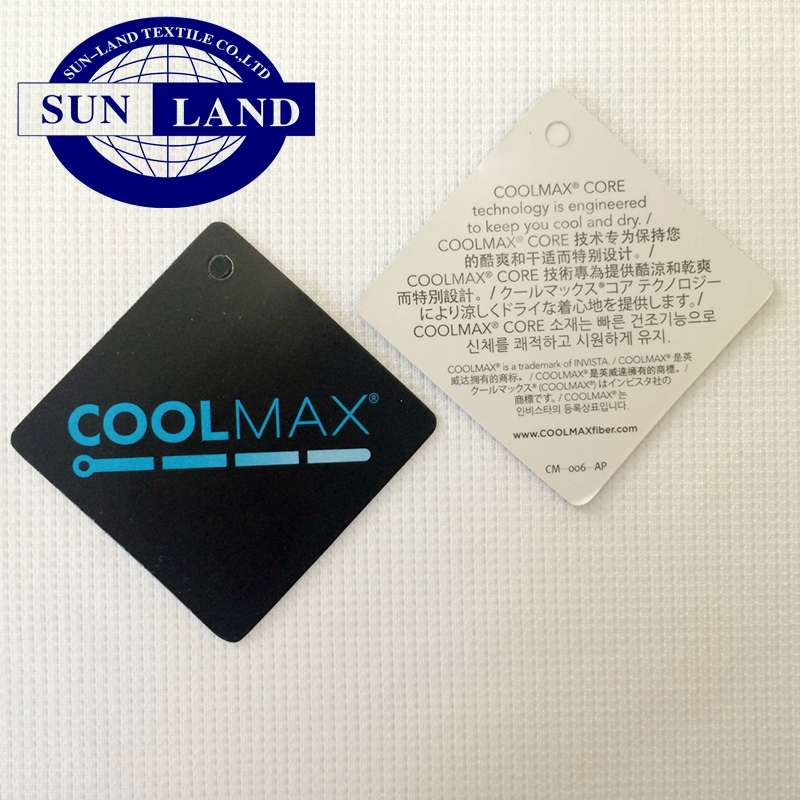 SUN-LAND TEXTILE CO.,LTD
SUN LAND
COOLMAX®
COOLMAX® CORE
technology is engineered
to keep you cool and dry. /
COOLMAX® CORE 技术专为保持您
的酷爽和干适而特别设计。/
COOLMAX® CORE 技術專為提供酷涼和乾爽
而特別設計。/ クールマックス®コア テクノロジー
により涼しくドライな着心地を提供します。/
COOLMAX® CORE 소재는 빠른 건조기능으로
신체를 쾌적하고 시원하게 유지.
COOLMAX® is a trademark of INVISTA. / COOLMAX® 是英
威达拥有的商标。 / COOLMAX® 是英威達擁有的商標。 /
クールマックス® (COOLMAX®) はインビスタ社の
商標です。/ COOLMAX® 는
인비스타의 등록상표입니다.
www.COOLMAXfiber.com
CM-006-AP